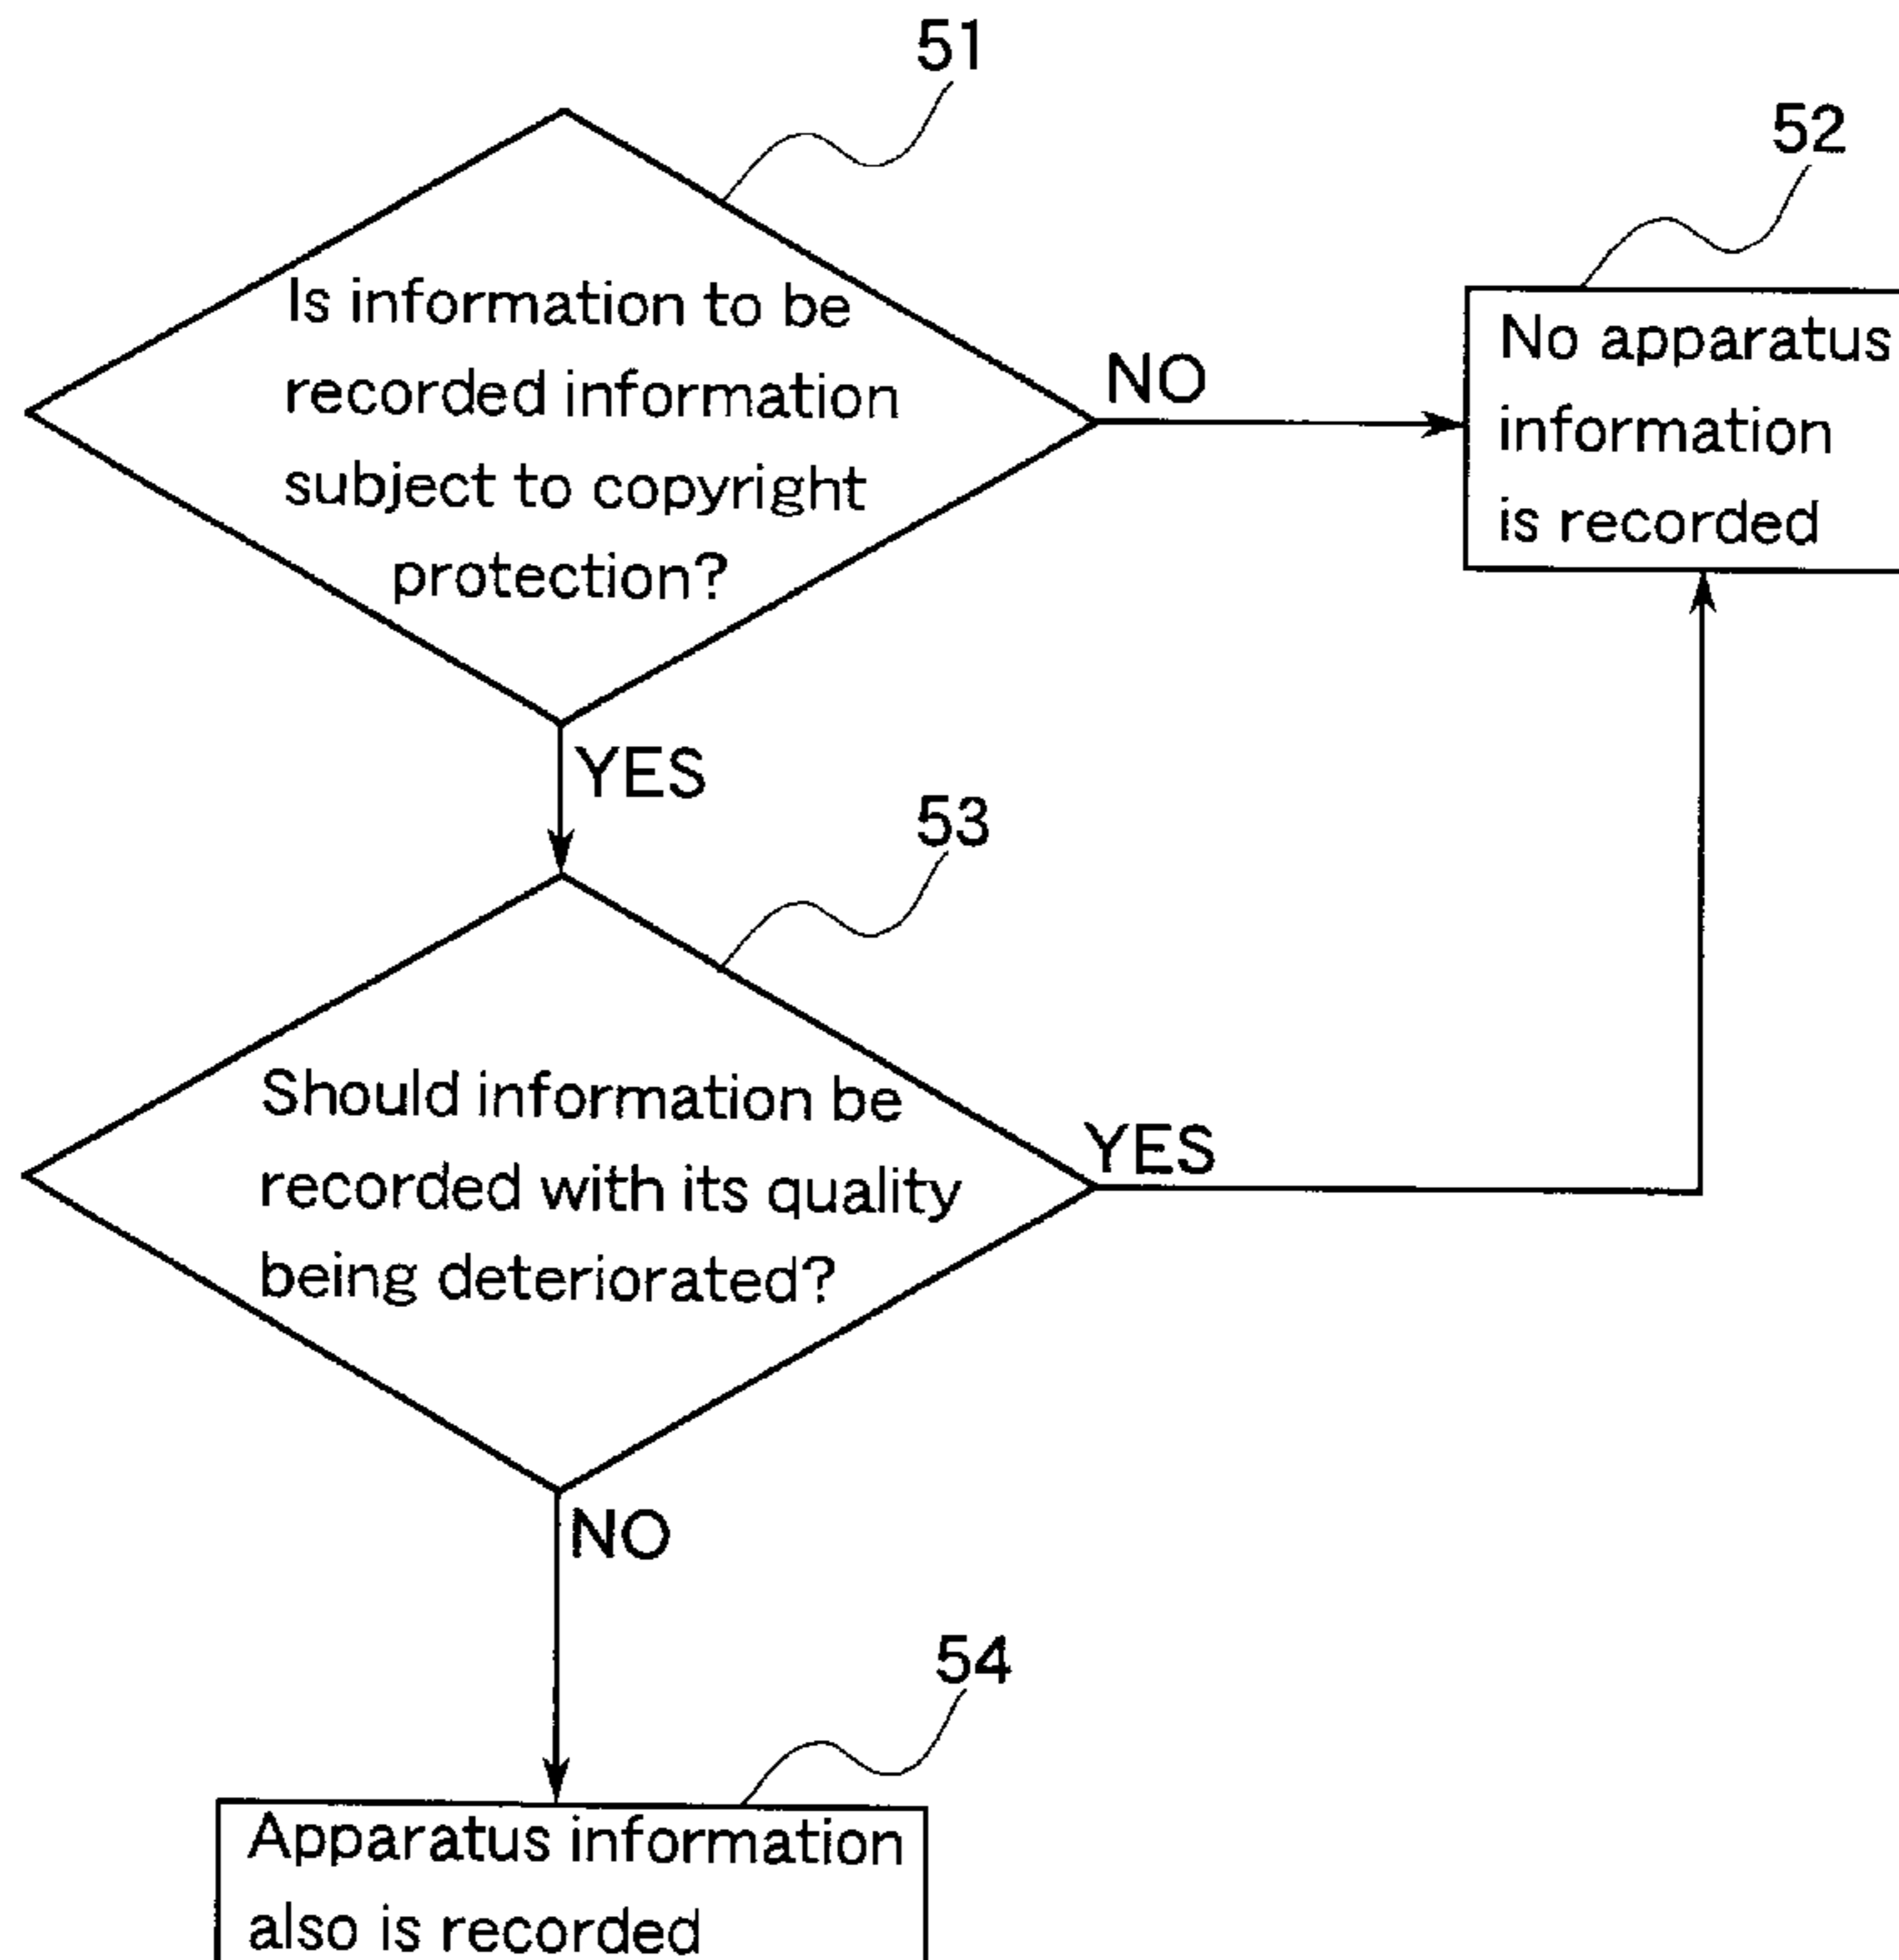 51
Is information to be
recorded information
subject to copyright
protection?
NO
52
No apparatus
information
is recorded
YES
53
Should information be
recorded with its quality
being deteriorated?
YES
NO
54
Apparatus information
also is recorded